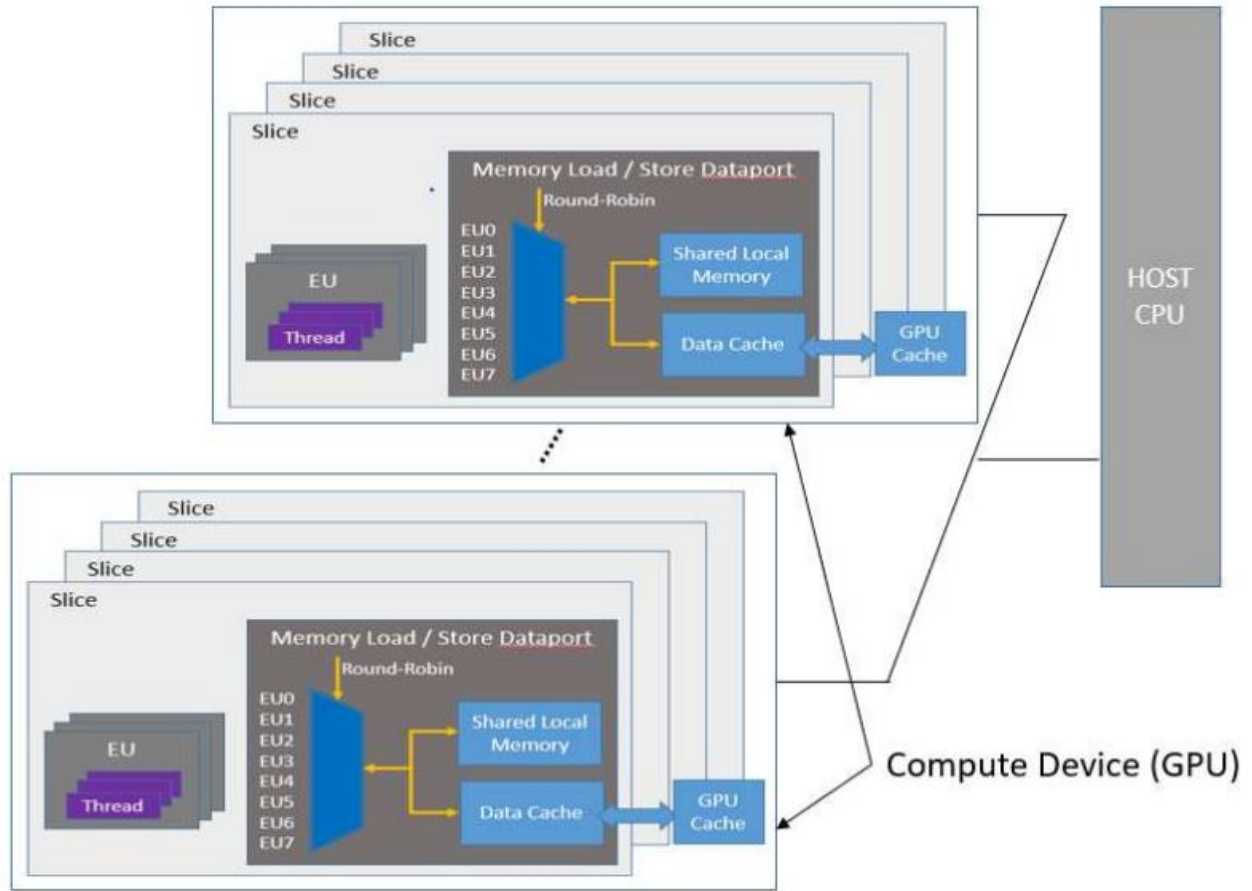 Slice
Slice
Slice
Slice
Memory Load / Store Dataport
Round-Robin
EU0
EU1
EU2
EU3
EU4
EU5
EU6
EU7
EU
Thread
Shared Local
Memory
Data Cache
GPU
Cache
HOST
CPU
Slice
Slice
Slice
Slice
Memory Load / Store Dataport
Round-Robin
EU0
EU1
EU2
EU3
EU4
EU5
EU6
EU7
EU
Thread
Shared Local
Memory
Data Cache
GPU
Cache
Compute Device (GPU)